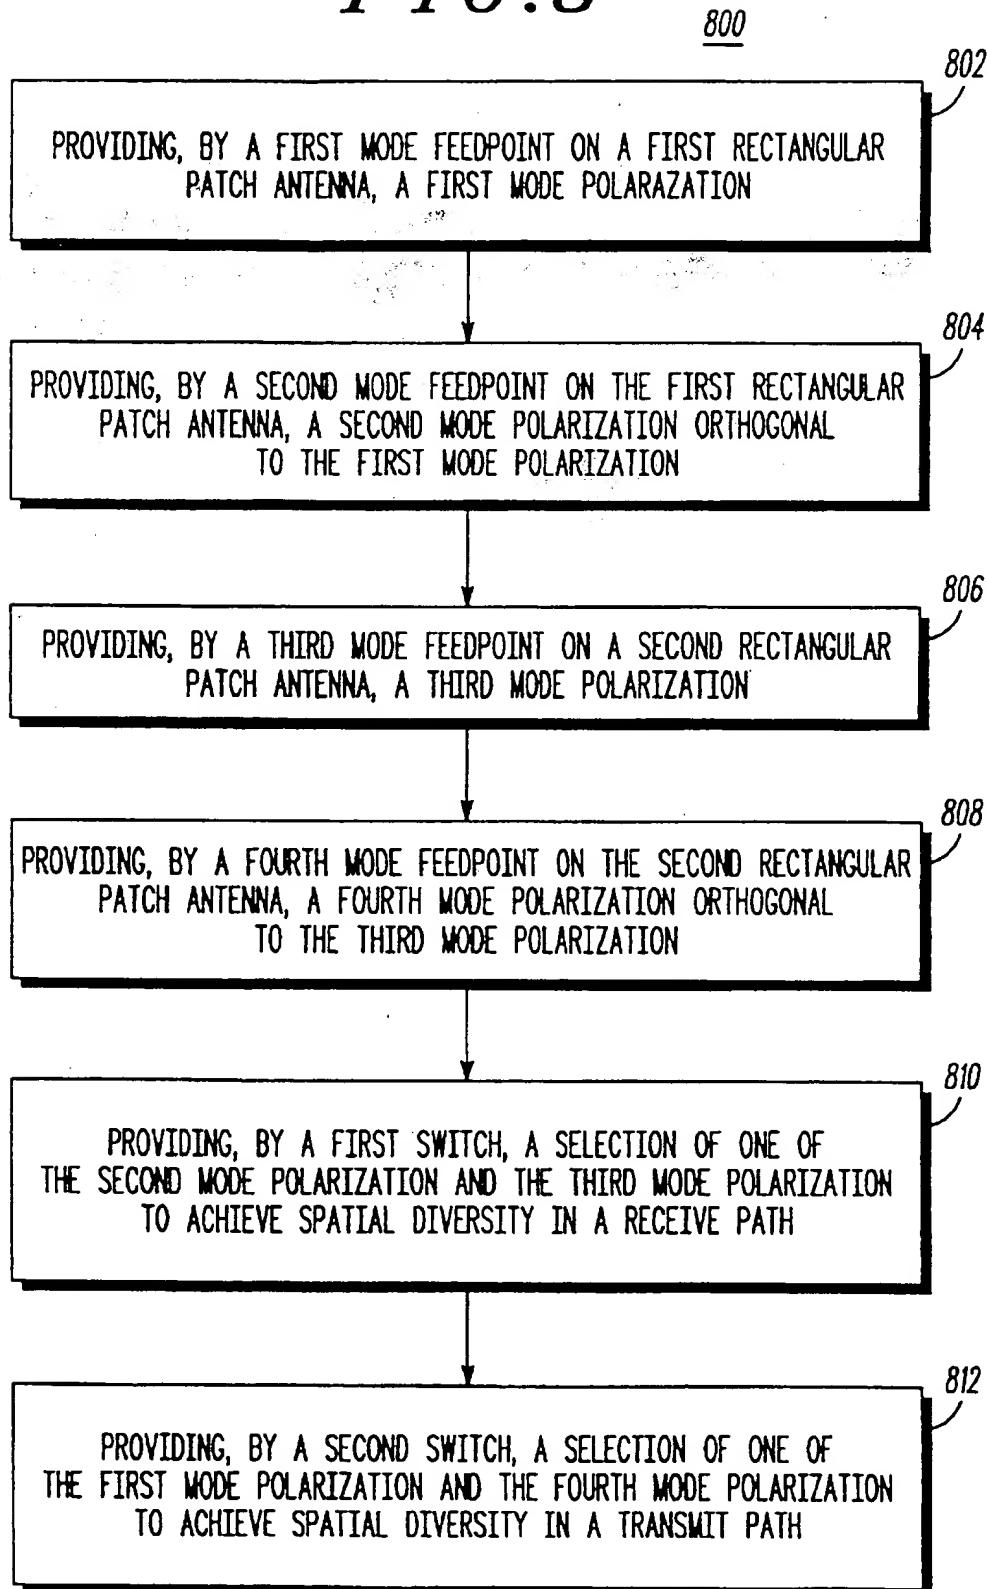 FIG.8
800
802
PROVIDING, BY A FIRST MODE FEEDPOINT ON A FIRST RECTANGULAR
PATCH ANTENNA, A FIRST MODE POLARAZATION
804
PROVIDING, BY A SECOND MODE FEEDPOINT ON THE FIRST RECTANGULAR
PATCH ANTENNA, A SECOND MODE POLARIZATION ORTHOGONAL
TO THE FIRST MODE POLARIZATION
806
PROVIDING, BY A THIRD MODE FEEDPOINT ON A SECOND RECTANGULAR
PATCH ANTENNA, A THIRD MODE POLARIZATION
808
PROVIDING, BY A FOURTH MODE FEEDPOINT ON THE SECOND RECTANGULAR
PATCH ANTENNA, A FOURTH MODE POLARIZATION ORTHOGONAL
TO THE THIRD MODE POLARIZATION
810
PROVIDING, BY A FIRST SWITCH, A SELECTION OF ONE OF
THE SECOND MODE POLARIZATION AND THE THIRD MODE POLARIZATION
TO ACHIEVE SPATIAL DIVERSITY IN A RECEIVE PATH
812
PROVIDING, BY A SECOND SWITCH, A SELECTION OF ONE OF
THE FIRST MODE POLARIZATION AND THE FOURTH MODE POLARIZATION
TO ACHIEVE SPATIAL DIVERSITY IN A TRANSMIT PATH